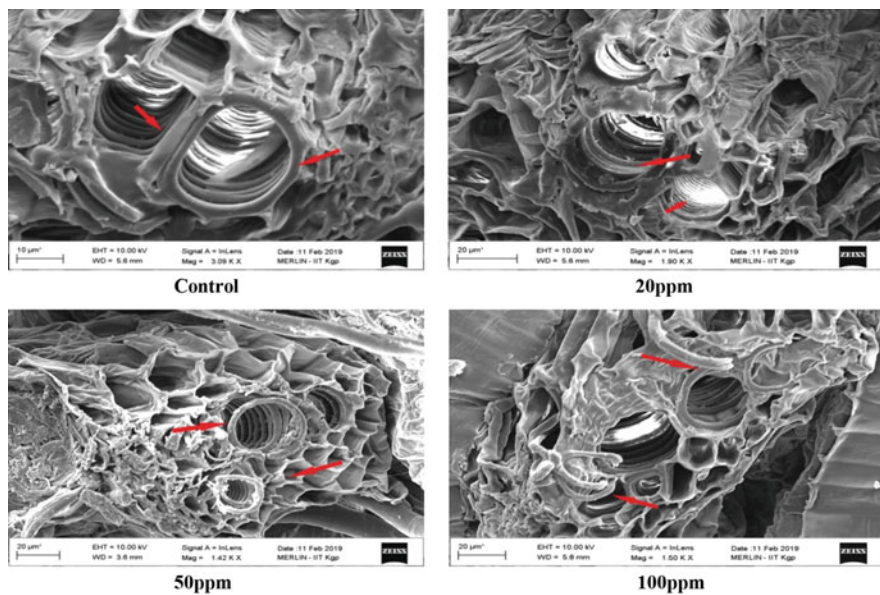 10 µm* EHT = 10.00 kV Signal A = InLens Date :11 Feb 2019 ZEISS
WD = 5.6 mm Mag = 3.09 K X MERLIN - IIT Kgp
Control
20 µm* EHT = 10.00 kV Signal A = InLens Date :11 Feb 2019 ZEISS
WD = 5.6 mm Mag = 1.90 K X MERLIN - IIT Kgp
20ppm
20 µm* EHT = 10.00 kV Signal A = InLens Date :11 Feb 2019 ZEISS
WD = 3.6 mm Mag = 1.42 K X MERLIN - IIT Kgp
50ppm
20 µm* EHT = 10.00 kV Signal A = InLens Date :11 Feb 2019 ZEISS
WD = 5.6 mm Mag = 1.50 K X MERLIN - IIT Kgp
100ppm